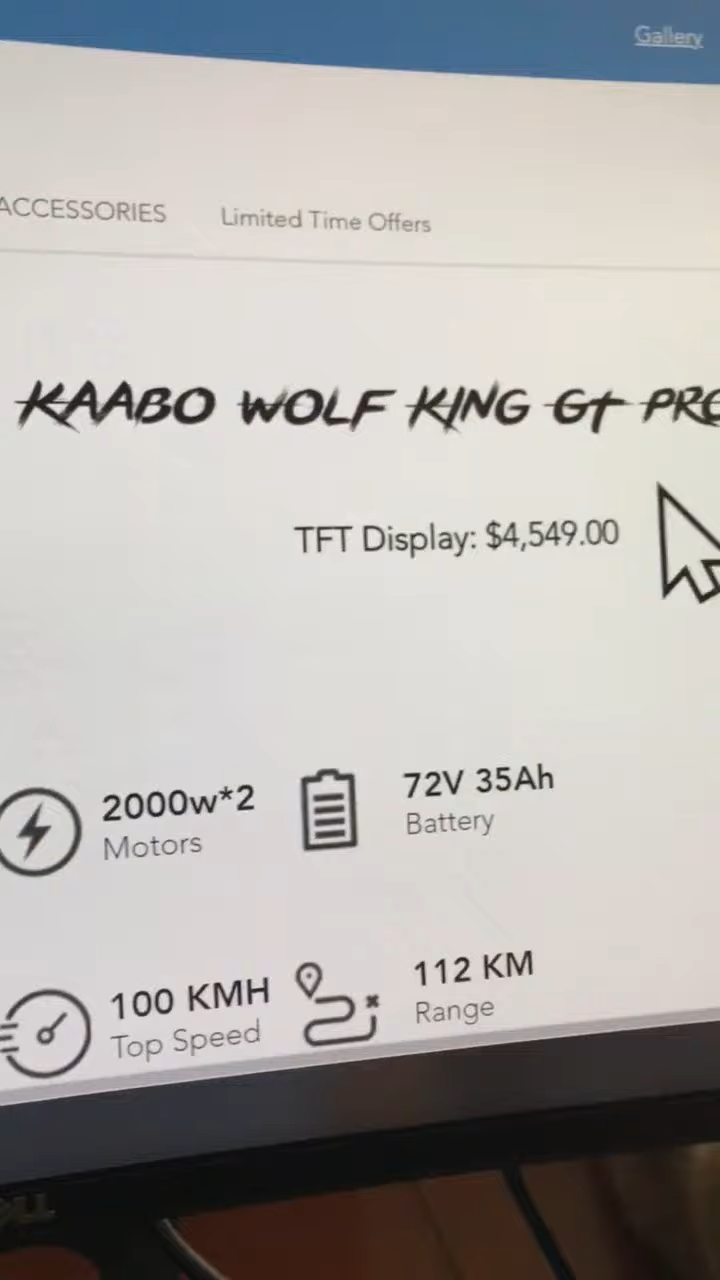 Gallery
ACCESSORIES
Limited Time Offers
KAABO WOLF KING GT PRO
TFT Display: $4,549.00
2000w*2
Motors
72V 35Ah
Battery
100 KMH
Top Speed
112 KM
Range